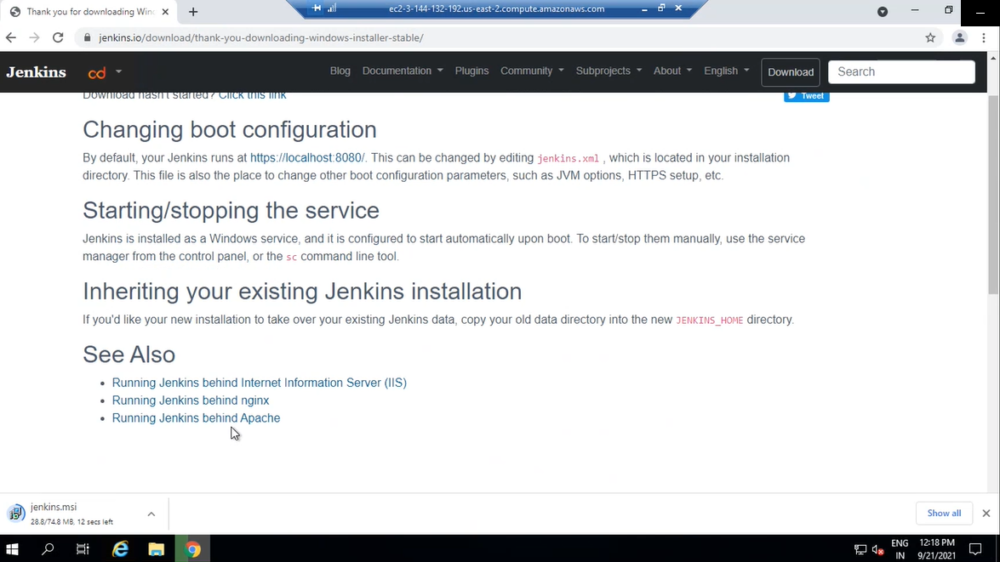 Thank you for downloading Win
ec2-3-144-132-192.us-east-2.compute.amazonaws.com
jenkins.io/download/thank-you-downloading-windows-installer-stable/
Jenkins cd Blog Documentation Plugins Community Subprojects About English Download Search
Download hasn't started? Click this link
Tweet
Changing boot configuration
By default, your Jenkins runs at https://localhost:8080/. This can be changed by editing jenkins.xml , which is located in your installation
directory. This file is also the place to change other boot configuration parameters, such as JVM options, HTTPS setup, etc.
Starting/stopping the service
Jenkins is installed as a Windows service, and it is configured to start automatically upon boot. To start/stop them manually, use the service
manager from the control panel, or the sc command line tool.
Inheriting your existing Jenkins installation
If you'd like your new installation to take over your existing Jenkins data, copy your old data directory into the new JENKINS_HOME directory.
See Also
• Running Jenkins behind Internet Information Server (IIS)
• Running Jenkins behind nginx
• Running Jenkins behind Apache
jenkins.msi
28.8/74.8 MB, 12 secs left
Show all
ENG
IN
12:18 PM
9/21/2021